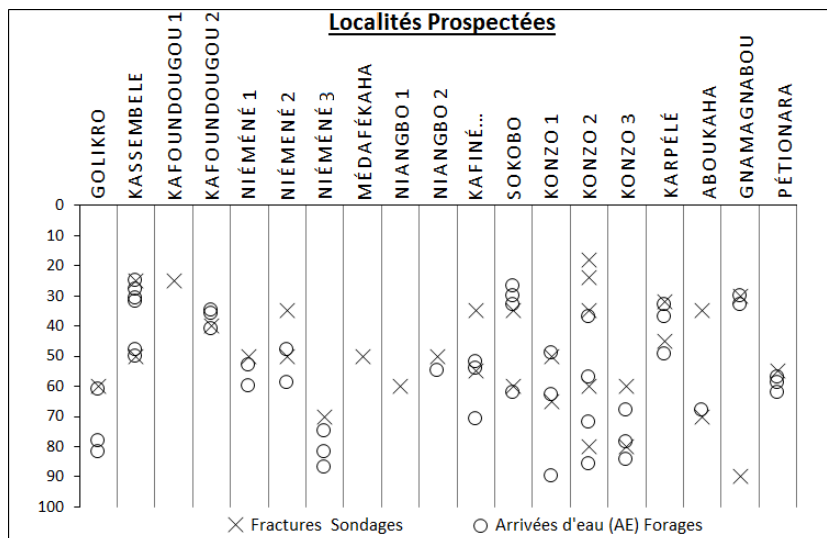 Localités Prospectées
GOLIKRO
KASSEMBELE
KAFOUNDOUGOU 1
KAFOUNDOUGOU 2
NIÉMÉNÉ 1
NIÉMENÉ 2
NIÉMENÉ 3
MÉDAFÉKAHA
NIANGBO 1
NIANGBO 2
KAFINÉ...
SOKOBO
KONZO 1
KONZO 2
KONZO 3
KARPÉLÉ
ABOUKAHA
GNAMAGNABOU
PÉTIONARA
0
10
20
30
40
50
60
70
80
90
100
Fractures Sondages
Arrivées d'eau (AE) Forages